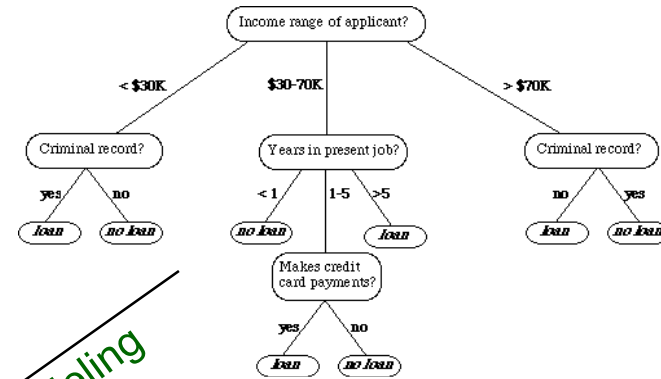 Income range of applicant?
< $30K
$30-70K
> $70K
Criminal record?
Years in present job?
Criminal record?
yes
no
< 1
1-5
>5
no
yes
loan
no loan
no loan
loan
loan
no loan
Makes credit
card payments?
yes
no
loan
no loan